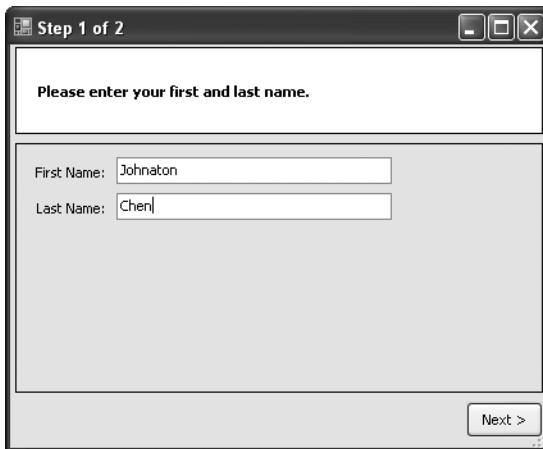 Step 1 of 2
Please enter your first and last name.
First Name: Johnaton
Last Name: Chen
Next >